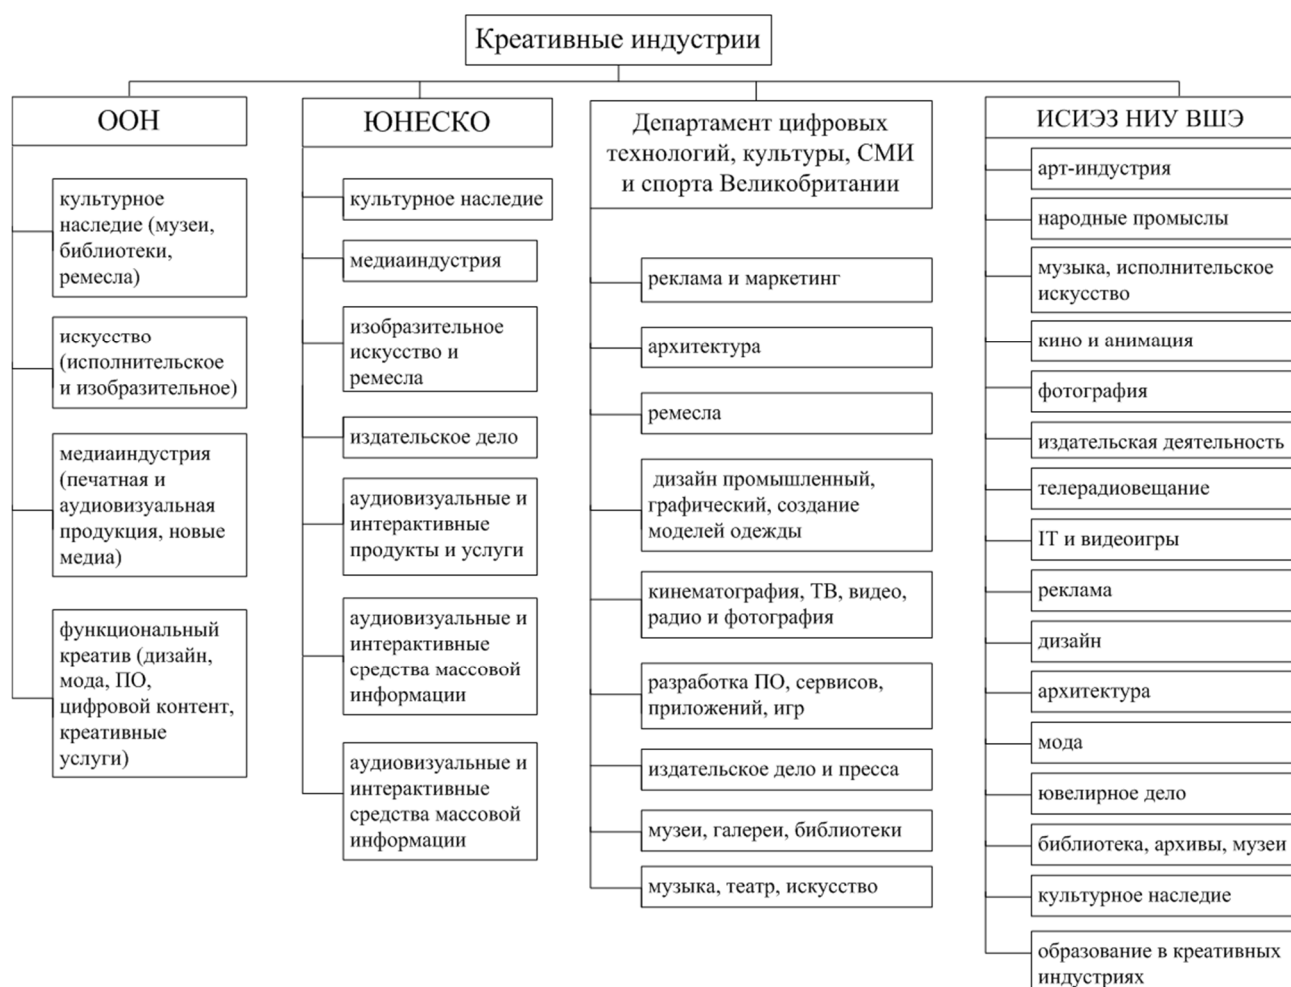 Креативные индустрии
ООН
культурное
наследие (музеи,
библиотеки,
ремесла)
искусство
(исполнительское
и изобразительное)
медиаиндустрия
(печатная и
аудиовизуальная
продукция, новые
медиа)
функциональный
креатив (дизайн,
мода, ПО,
цифровой контент,
креативные
услуги)
ЮНЕСКО
культурное наследие
медиаиндустрия
изобразительное
искусство и
ремесла
издательское дело
аудиовизуальные и
интерактивные
продукты и услуги
аудиовизуальные и
интерактивные
средства массовой
информации
аудиовизуальные и
интерактивные
средства массовой
информации
Департамент цифровых
технологий, культуры, СМИ
и спорта Великобритании
реклама и маркетинг
архитектура
ремесла
дизайн промышленный,
графический, создание
моделей одежды
кинематография, ТВ, видео,
радио и фотография
разработка ПО, сервисов,
приложений, игр
издательское дело и пресса
музеи, галереи, библиотеки
музыка, театр, искусство
ИСИЭЗ НИУ ВШЭ
арт-индустрия
народные промыслы
музыка, исполнительское
искусство
кино и анимация
фотография
издательская деятельность
телерадиовещание
IT и видеоигры
реклама
дизайн
архитектура
мода
ювелирное дело
библиотека, архивы, музеи
культурное наследие
образование в креативных
индустриях